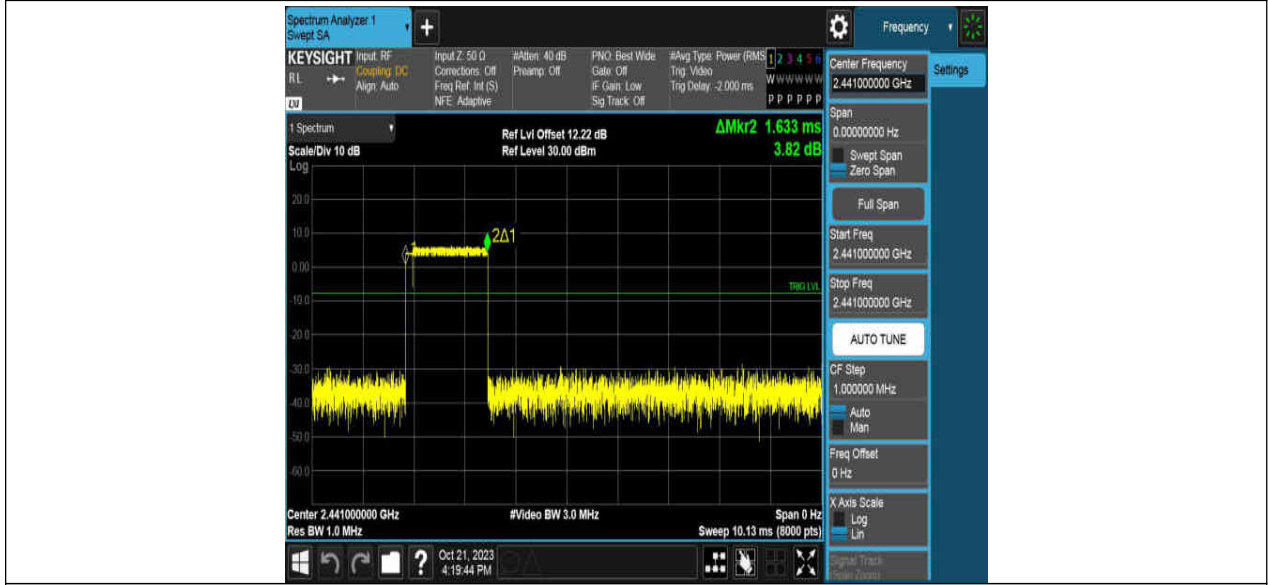 Spectrum Analyzer 1
Swept SA
+
Frequency
KEYSIGHT
RL
LXI
Input: RF
Coupling: DC
Align: Auto
Input Z: 50 Ω
Corrections: Off
Freq Ref: Int (S)
NFE: Adaptive
#Atten: 40 dB
Preamp: Off
PNO: Best Wide
Gate: Off
IF Gain: Low
Sig Track: Off
#Avg Type: Power (RMS
Trig: Video
Trig Delay: -2.000 ms
1 2 3 4 5 6
W W W W W W
P P P P P P
1 Spectrum
Scale/Div 10 dB
Log
Ref Lvl Offset 12.22 dB
Ref Level 30.00 dBm
ΔMkr2 1.633 ms
3.82 dB
20.0
10.0
0.00
-10.0
-20.0
-30.0
-40.0
-50.0
-60.0
1
2Δ1
TRIG LVL
Center 2.441000000 GHz
Res BW 1.0 MHz
#Video BW 3.0 MHz
Span 0 Hz
Sweep 10.13 ms (8000 pts)
?
Oct 21, 2023
4:19:44 PM
Center Frequency
2.441000000 GHz
Settings
Span
0.00000000 Hz
Swept Span
Zero Span
Full Span
Start Freq
2.441000000 GHz
Stop Freq
2.441000000 GHz
AUTO TUNE
CF Step
1.000000 MHz
Auto
Man
Freq Offset
0 Hz
X Axis Scale
Log
Lin
Signal Track
(Span Zoom)